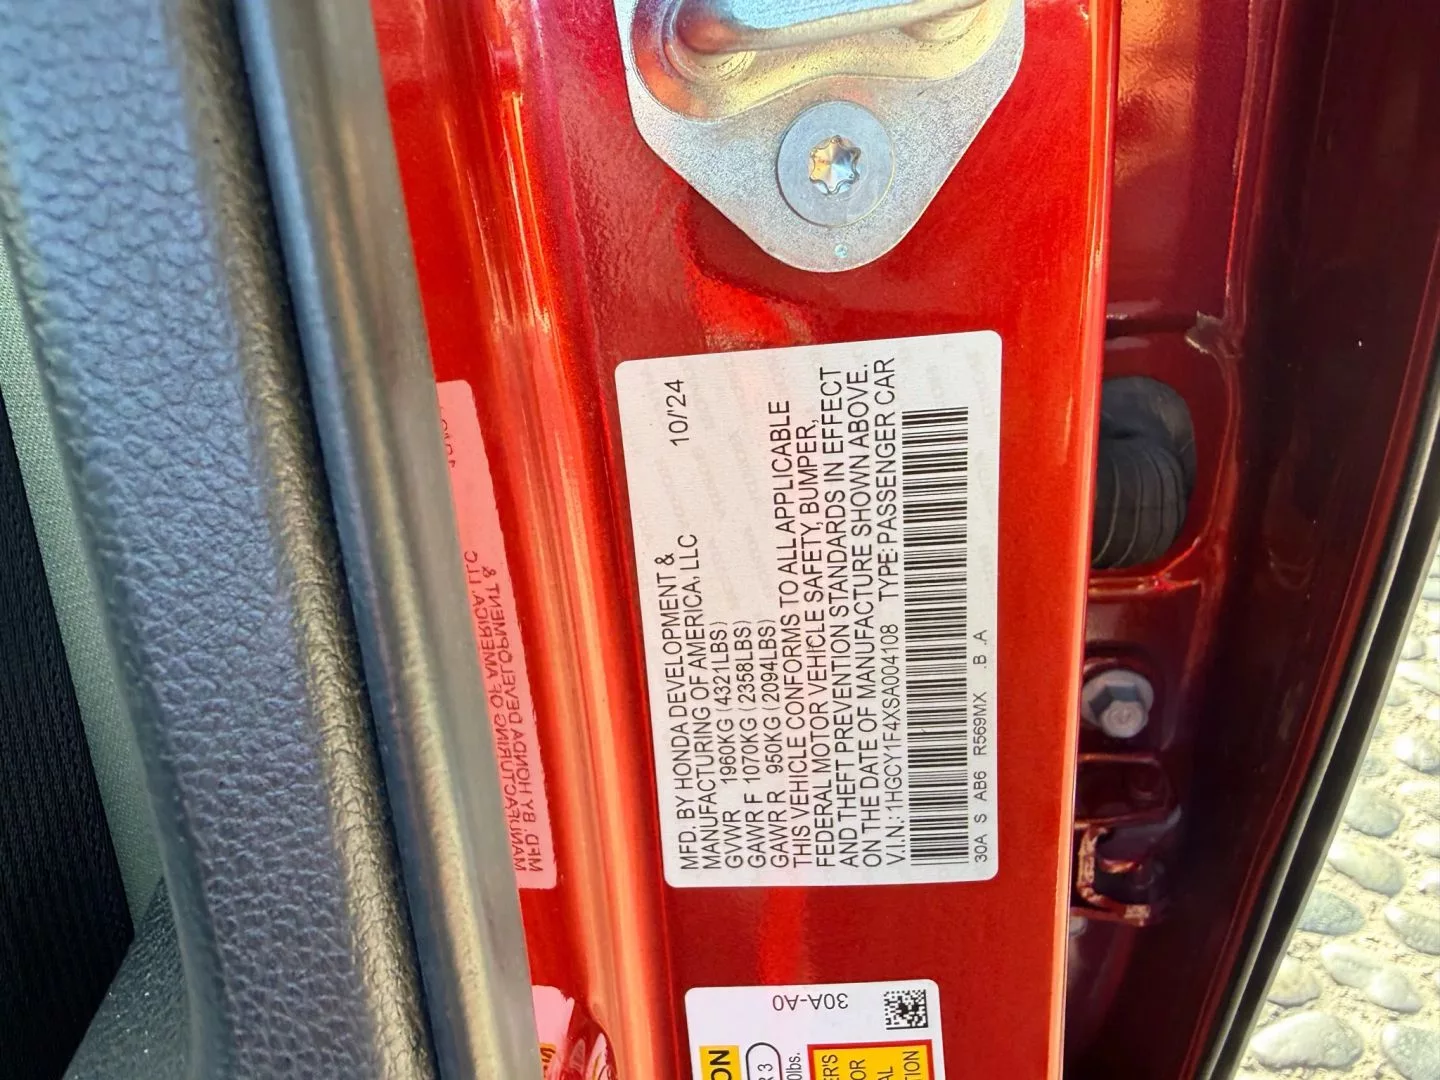 MFD. BY HONDA DEVELOPMENT & 10/'24
MANUFACTURING OF AMERICA, LLC
GVWR 1960KG (4321LBS)
GAWR F 1070KG (2358LBS)
GAWR R 950KG (2094LBS)
THIS VEHICLE CONFORMS TO ALL APPLICABLE
FEDERAL MOTOR VEHICLE SAFETY, BUMPER,
AND THEFT PREVENTION STANDARDS IN EFFECT
ON THE DATE OF MANUFACTURE SHOWN ABOVE.
V.I.N.: 1HGCY1F4XSA004108 TYPE: PASSENGER CAR
30A S AB6 R569MX .B .A
30A-A0